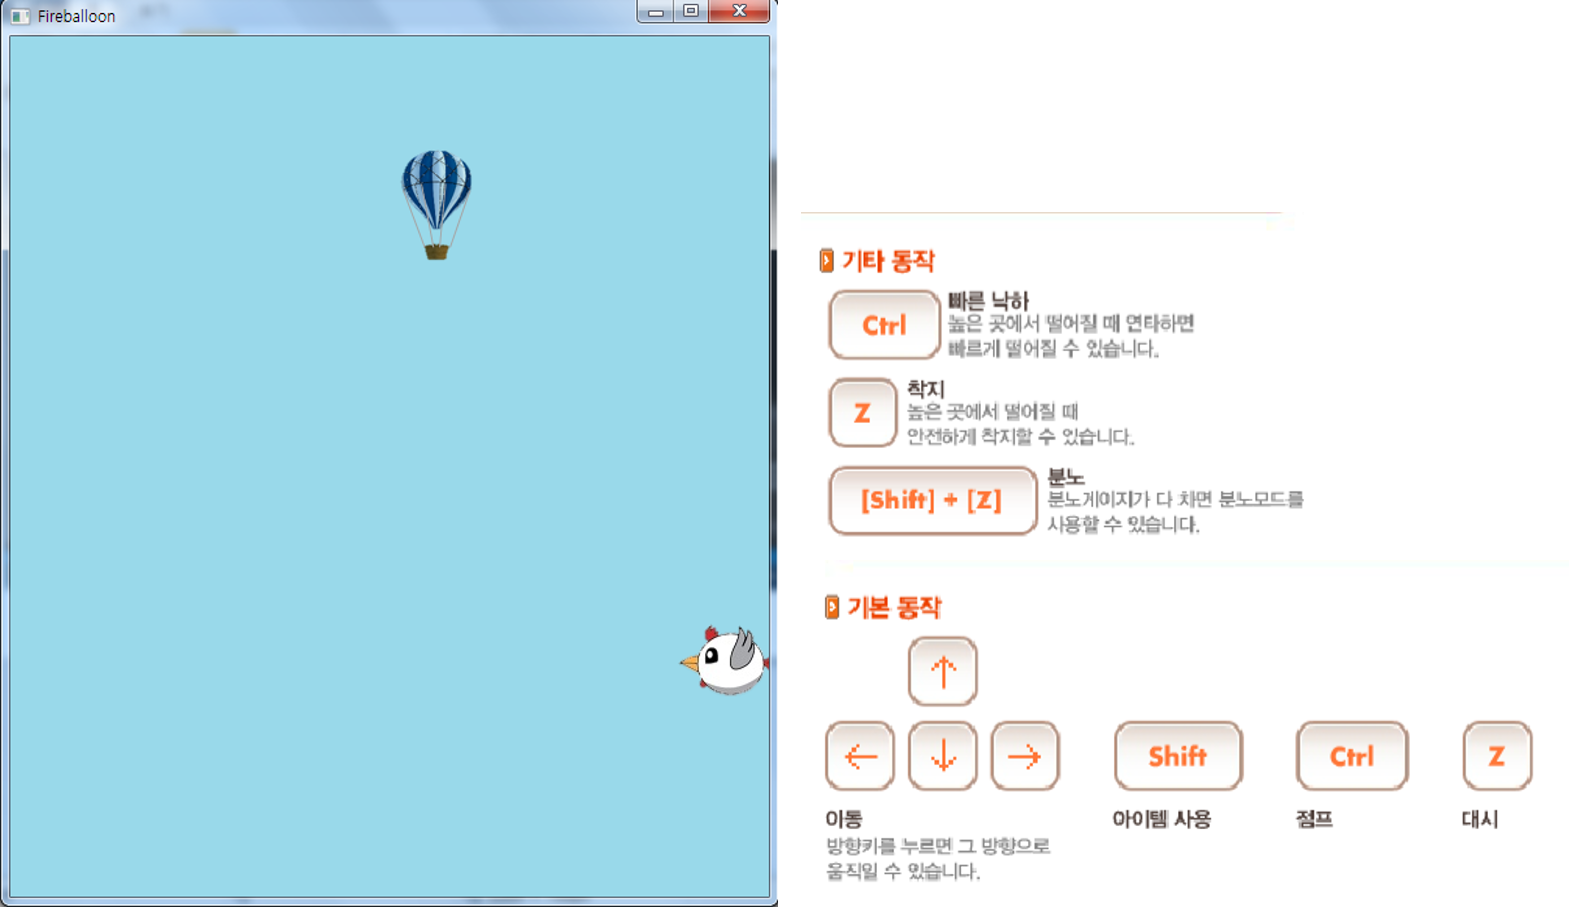 Fireballoon
기타 동작
Ctrl
빠른 낙하
높은 곳에서 떨어질 때 연타하면
빠르게 떨어질 수 있습니다.
Z
착지
높은 곳에서 떨어질 때
안전하게 착지할 수 있습니다.
[Shift] + [Z]
분노
분노게이지가 다 차면 분노모드를
사용할 수 있습니다.
기본 동작
↑
← ↓ → Shift Ctrl Z
이동 아이템 사용 점프 대시
방향키를 누르면 그 방향으로
움직일 수 있습니다.